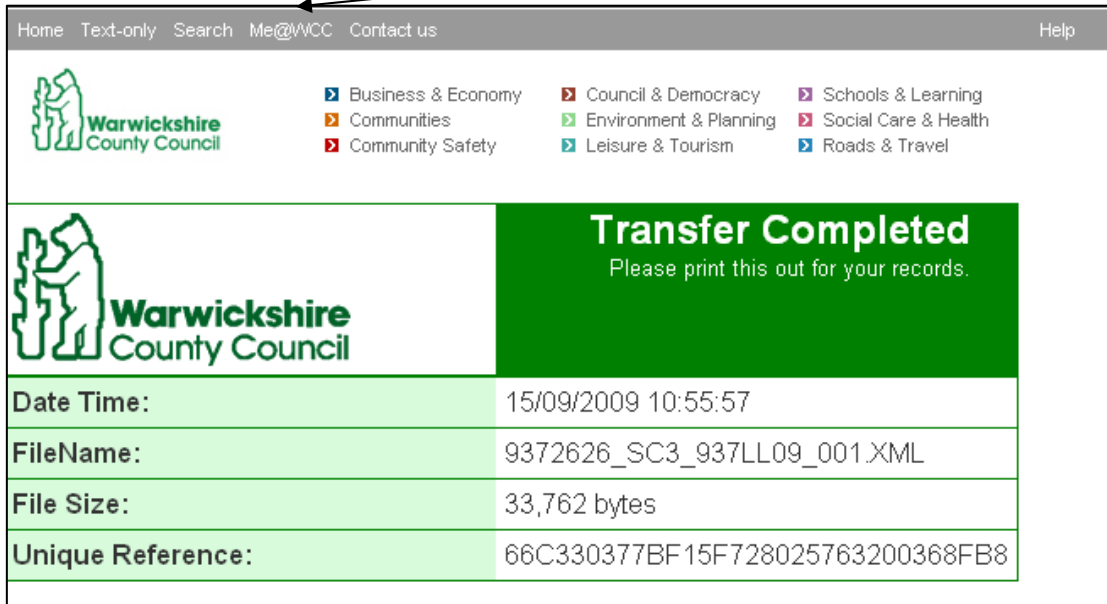 Home Text-only Search Me@WCC Contact us Help
Warwickshire
County Council
Business & Economy Council & Democracy Schools & Learning
Communities Environment & Planning Social Care & Health
Community Safety Leisure & Tourism Roads & Travel
Warwickshire
County Council
Transfer Completed
Please print this out for your records.
Date Time: 15/09/2009 10:55:57
FileName: 9372626_SC3_937LL09_001.XML
File Size: 33,762 bytes
Unique Reference: 66C330377BF15F728025763200368FB8